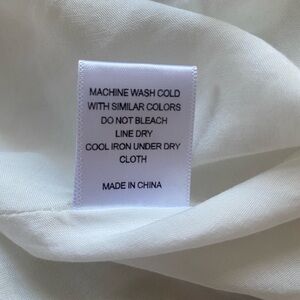 MACHINE WASH COLD
WITH SIMILAR COLORS
DO NOT BLEACH
LINE DRY
COOL IRON UNDER DRY
CLOTH
MADE IN CHINA